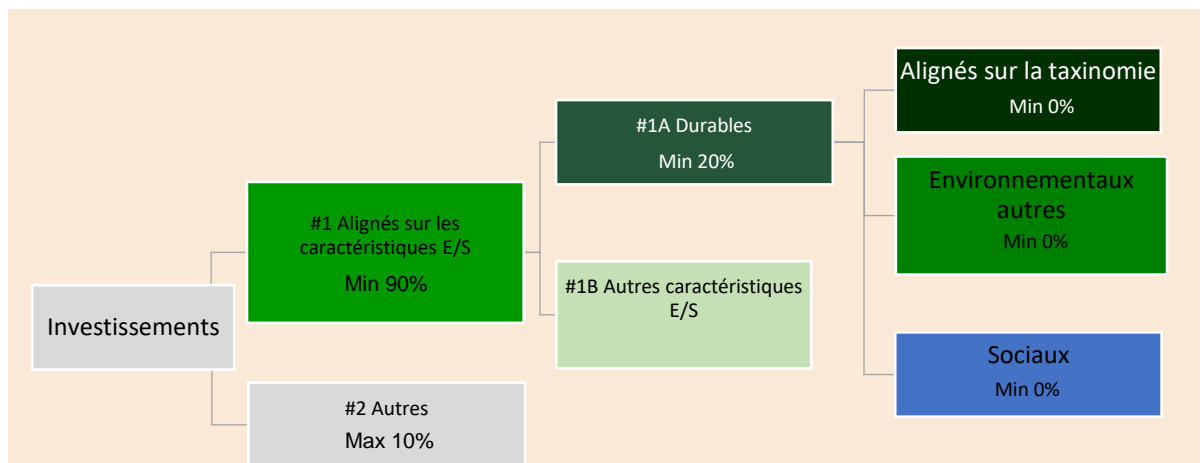 Investissements
#1 Alignés sur les
caractéristiques E/S
Min 90%
#2 Autres
Max 10%
#1A Durables
Min 20%
#1B Autres caractéristiques
E/S
Alignés sur la taxinomie
Min 0%
Environnementaux
autres
Min 0%
Sociaux
Min 0%